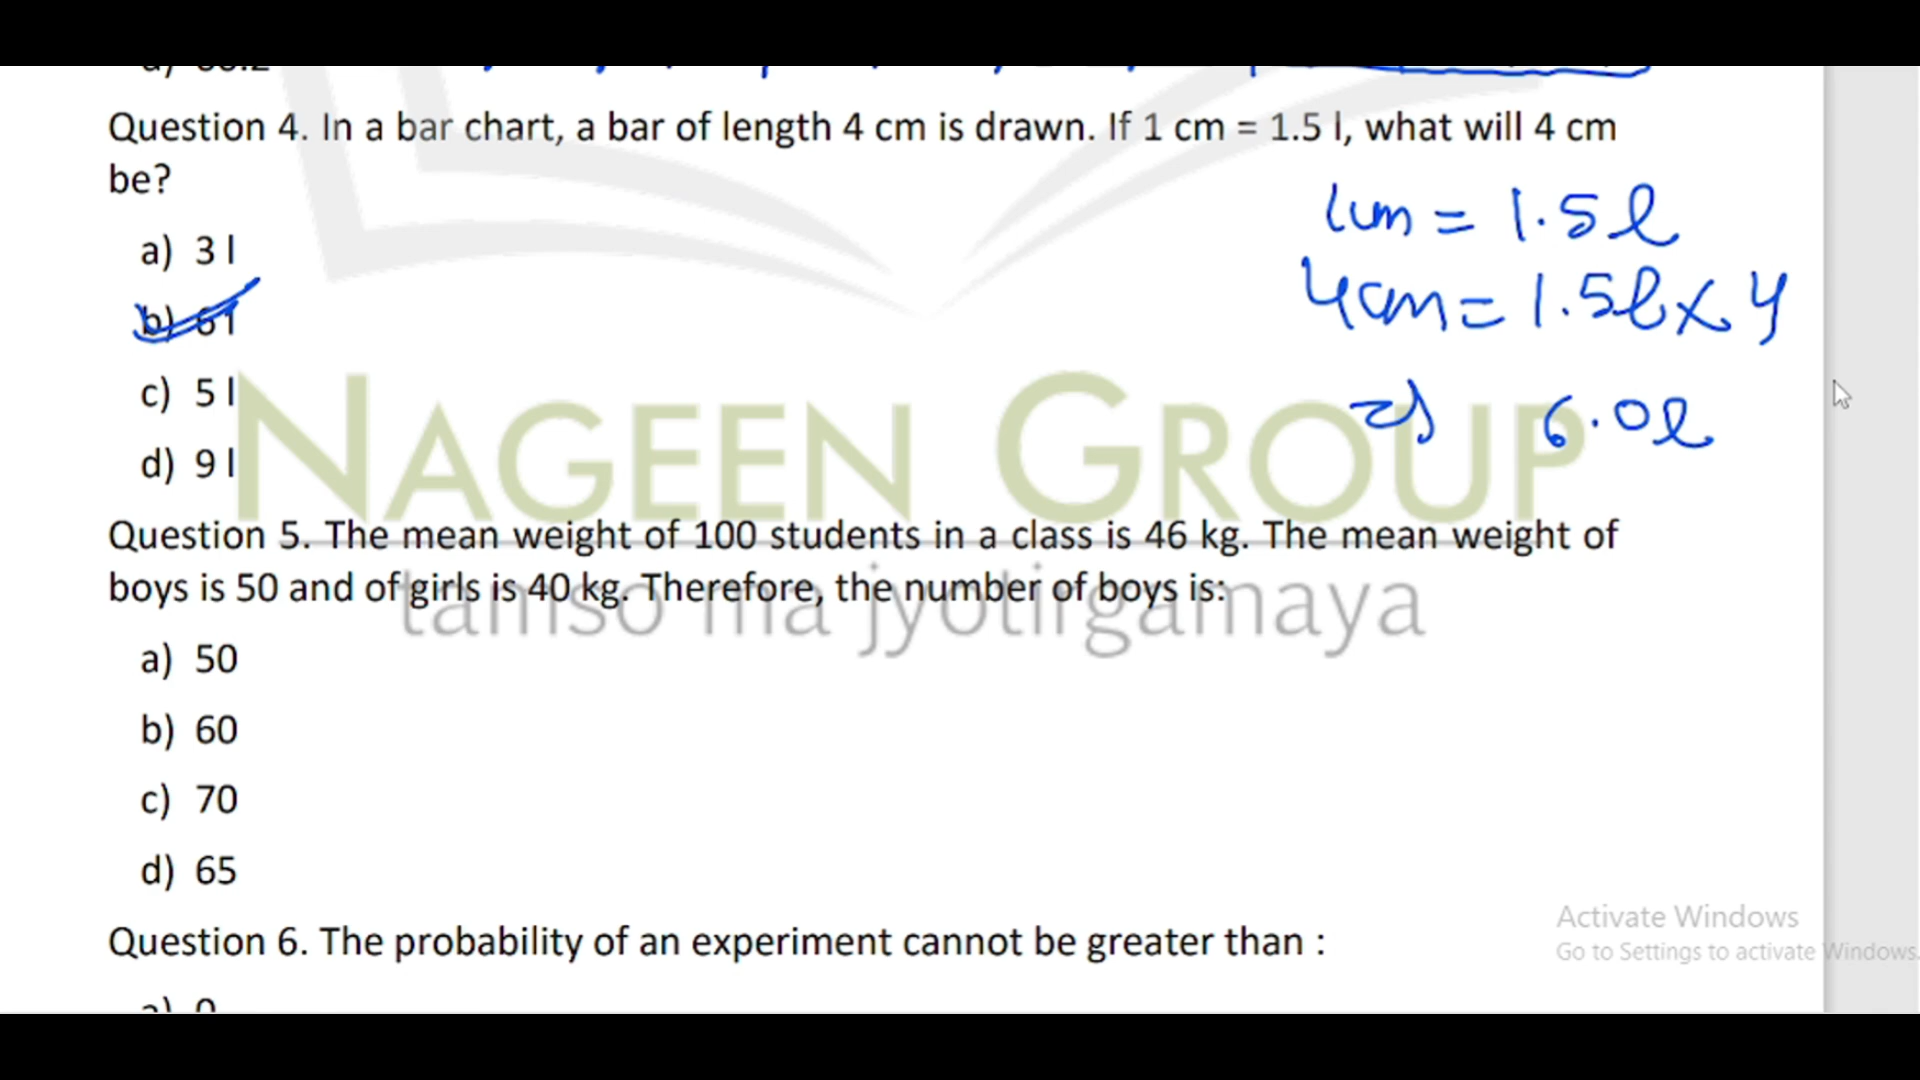 Question 4. In a bar chart, a bar of length 4 cm is drawn. If 1 cm = 1.5 l, what will 4 cm
be?
1cm = 1.5 l
a) 3 l
4cm = 1.5l x 4
b) 6 l
c) 5 l
6.0l
d) 9 l
NAGEEN GROUP
Question 5. The mean weight of 100 students in a class is 46 kg. The mean weight of
boys is 50 and of girls is 40 kg. Therefore, the number of boys is:
tamso ma jyotirgamaya
a) 50
b) 60
c) 70
d) 65
Activate Windows
Question 6. The probability of an experiment cannot be greater than :
Go to Settings to activate Windows.